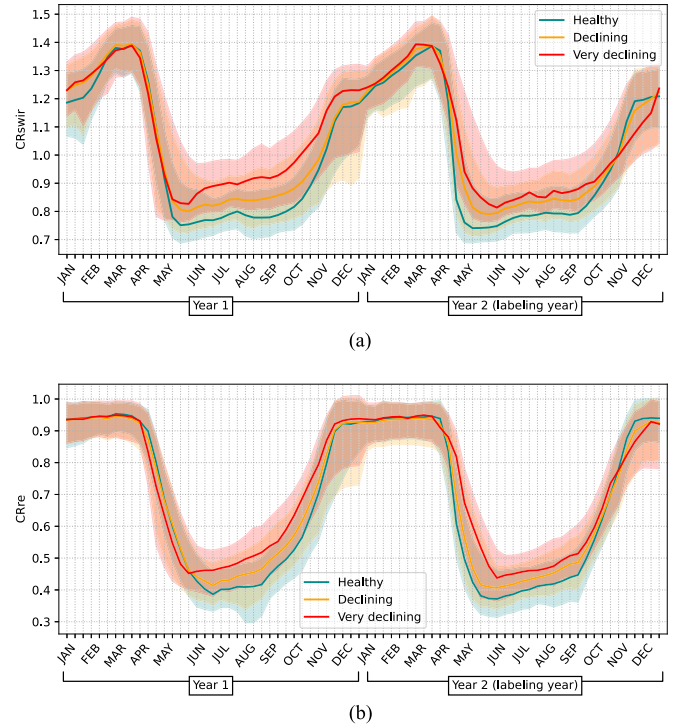 1.5
1.4
1.3
1.2
1.1
1.0
0.9
0.8
0.7
CRswir
Healthy
Declining
Very declining
JAN FEB MAR APR MAY JUN JUL AUG SEP OCT NOV DEC JAN FEB MAR APR MAY JUN JUL AUG SEP OCT NOV DEC
Year 1 Year 2 (labeling year)
(a)
1.0
0.9
0.8
0.7
0.6
0.5
0.4
0.3
CRre
Healthy
Declining
Very declining
JAN FEB MAR APR MAY JUN JUL AUG SEP OCT NOV DEC JAN FEB MAR APR MAY JUN JUL AUG SEP OCT NOV DEC
Year 1 Year 2 (labeling year)
(b)